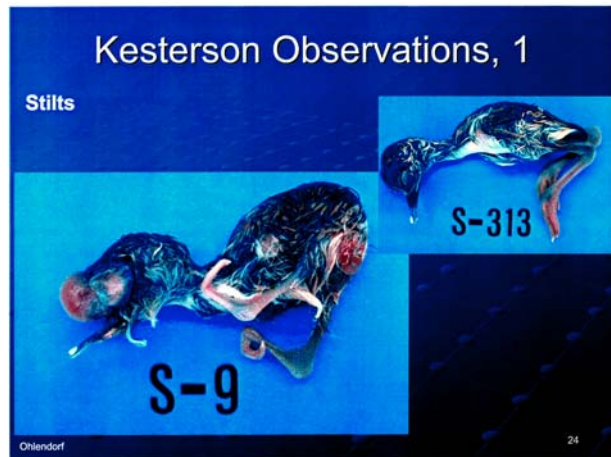 Kesterson Observations, 1
Stilts
S-313
S-9
Ohlendorf
24